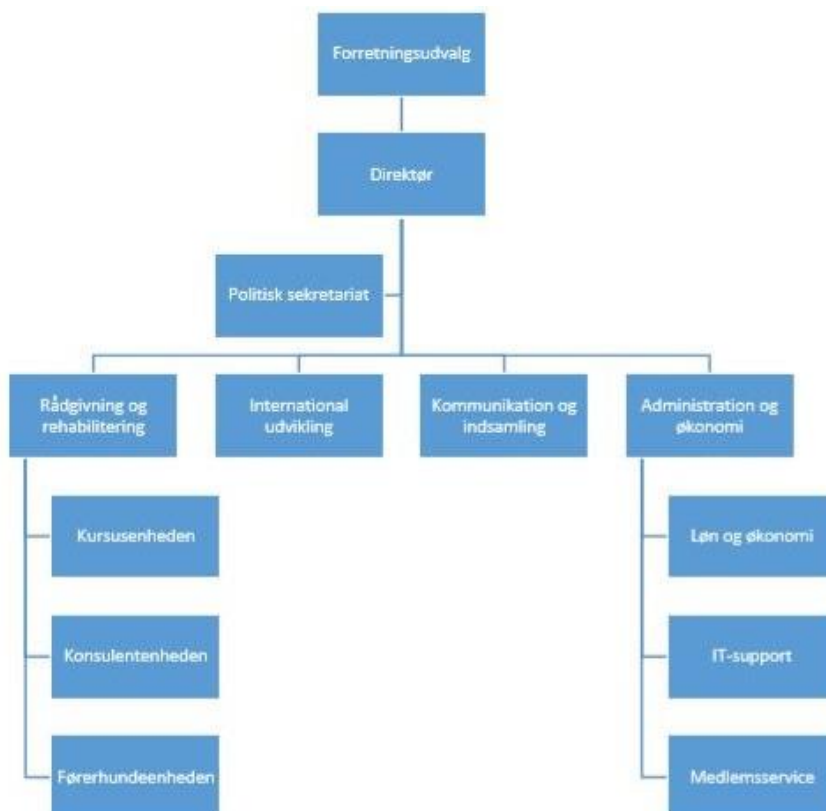 Forretningsudvalg
Direktør
Politisk sekretariat
Rådgivning og
rehabilitering
International
udvikling
Kommunikation og
indsamling
Administration og
økonomi
Kursusenheden
Løn og økonomi
Konsulentenheden
IT-support
Førerhundeenheden
Medlemsservice